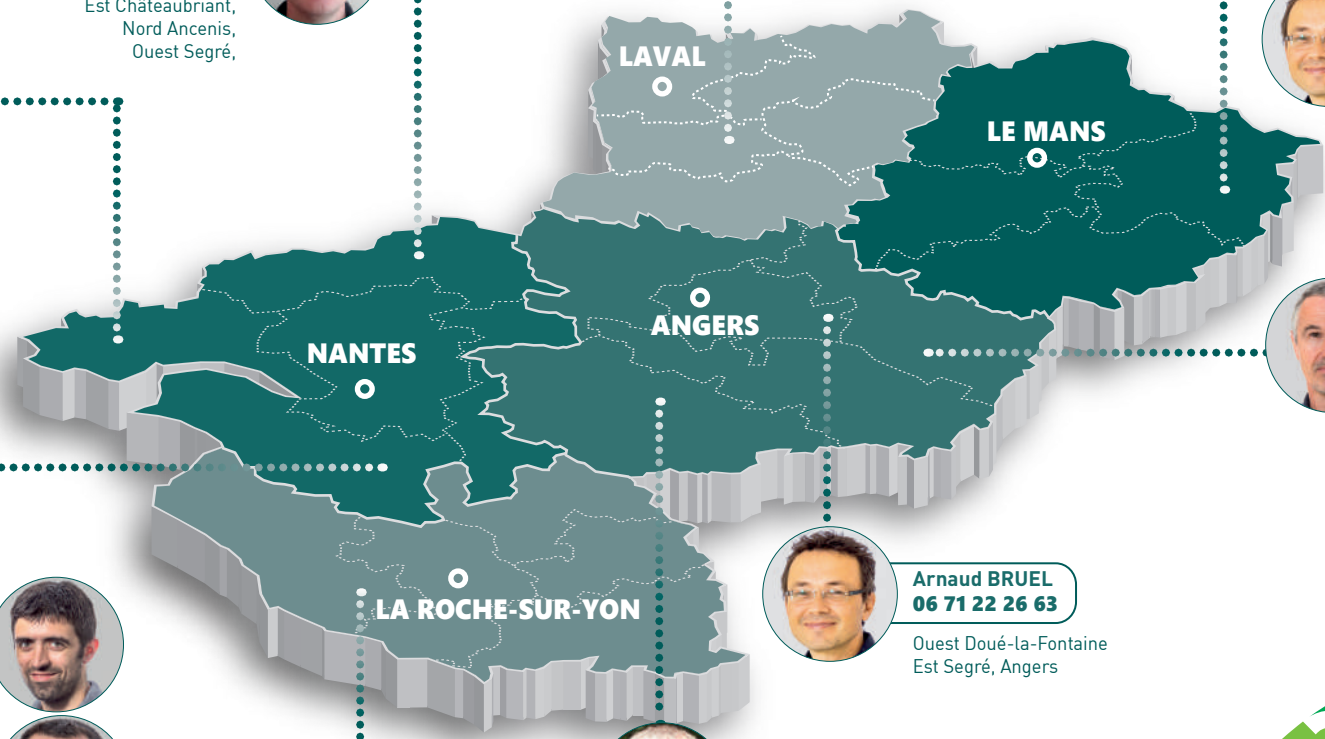 Est Châteaubriant,
Nord Ancenis,
Ouest Segré,
LAVAL
LE MANS
ANGERS
NANTES
LA ROCHE-SUR-YON
Arnaud BRUEL
06 71 22 26 63
Ouest Doué-la-Fontaine
Est Segré, Angers